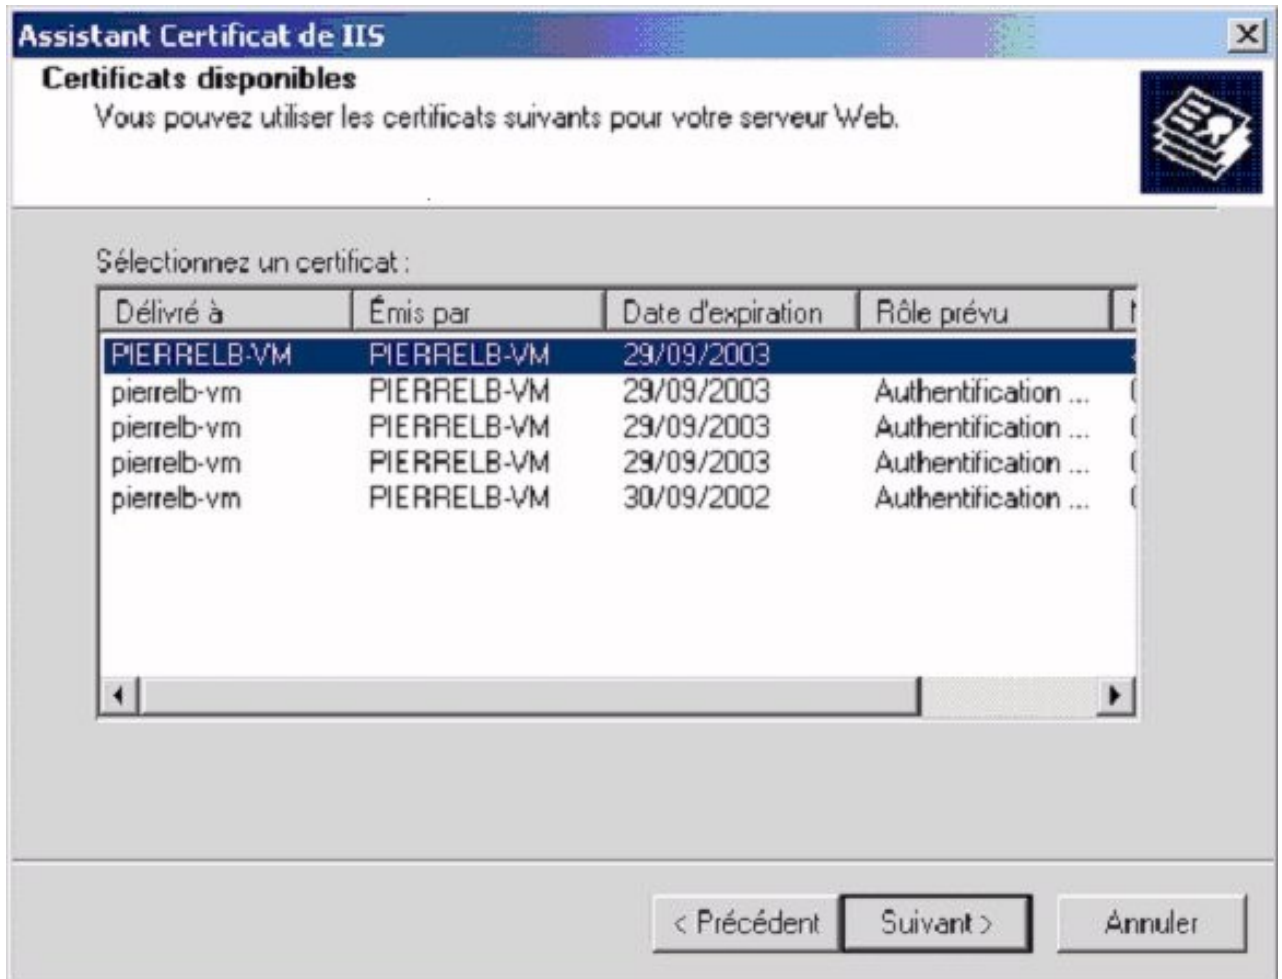 Assistant Certificat de IIS
Certificats disponibles
Vous pouvez utiliser les certificats suivants pour votre serveur Web.
Sélectionnez un certificat :
Délivré à Émis par Date d'expiration Rôle prévu
PIERRELB-VM PIERRELB-VM 29/09/2003
pierrelb-vm PIERRELB-VM 29/09/2003 Authentification ...
pierrelb-vm PIERRELB-VM 29/09/2003 Authentification ...
pierrelb-vm PIERRELB-VM 29/09/2003 Authentification ...
pierrelb-vm PIERRELB-VM 30/09/2002 Authentification ...
< Précédent Suivant > Annuler